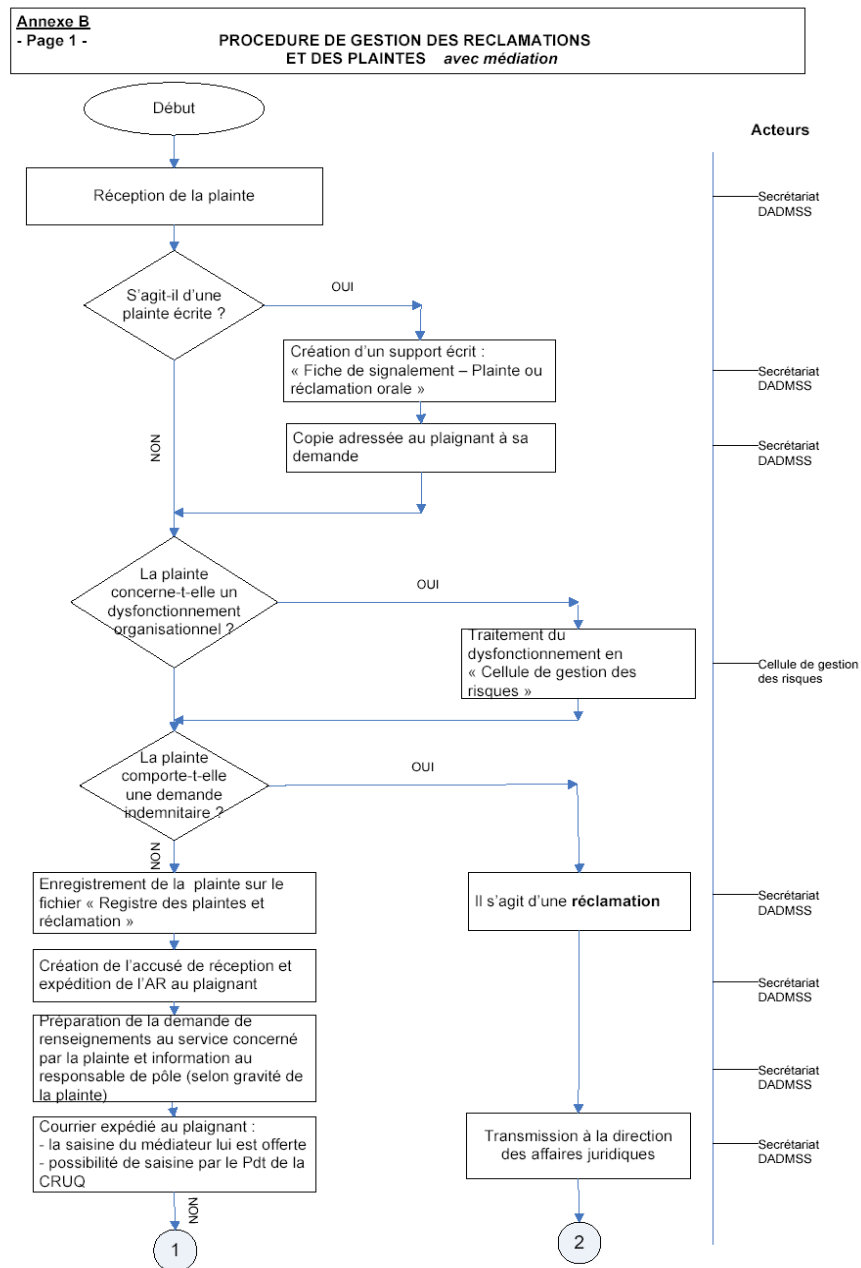 Annexe B
- Page 1 -
PROCEDURE DE GESTION DES RECLAMATIONS
ET DES PLAINTES avec médiation
Début
Acteurs
Réception de la plainte
Secrétariat
DADMSS
S'agit-il d'une
plainte écrite ?
OUI
NON
Création d'un support écrit :
« Fiche de signalement – Plainte ou
réclamation orale »
Secrétariat
DADMSS
Copie adressée au plaignant à sa
demande
Secrétariat
DADMSS
La plainte
concerne-t-elle un
dysfonctionnement
organisationnel ?
OUI
Traitement du
dysfonctionnement en
« Cellule de gestion des
risques »
Cellule de gestion
des risques
La plainte
comporte-t-elle
une demande
indemnitaire ?
OUI
NON
Enregistrement de la plainte sur le
fichier « Registre des plaintes et
réclamation »
Il s'agit d'une réclamation
Secrétariat
DADMSS
Création de l'accusé de réception et
expédition de l'AR au plaignant
Secrétariat
DADMSS
Préparation de la demande de
renseignements au service concerné
par la plainte et information au
responsable de pôle (selon gravité de
la plainte)
Secrétariat
DADMSS
Courrier expédié au plaignant :
- la saisine du médiateur lui est offerte
- possibilité de saisine par le Pdt de la
CRUQ
Transmission à la direction
des affaires juridiques
Secrétariat
DADMSS
NON
1
2